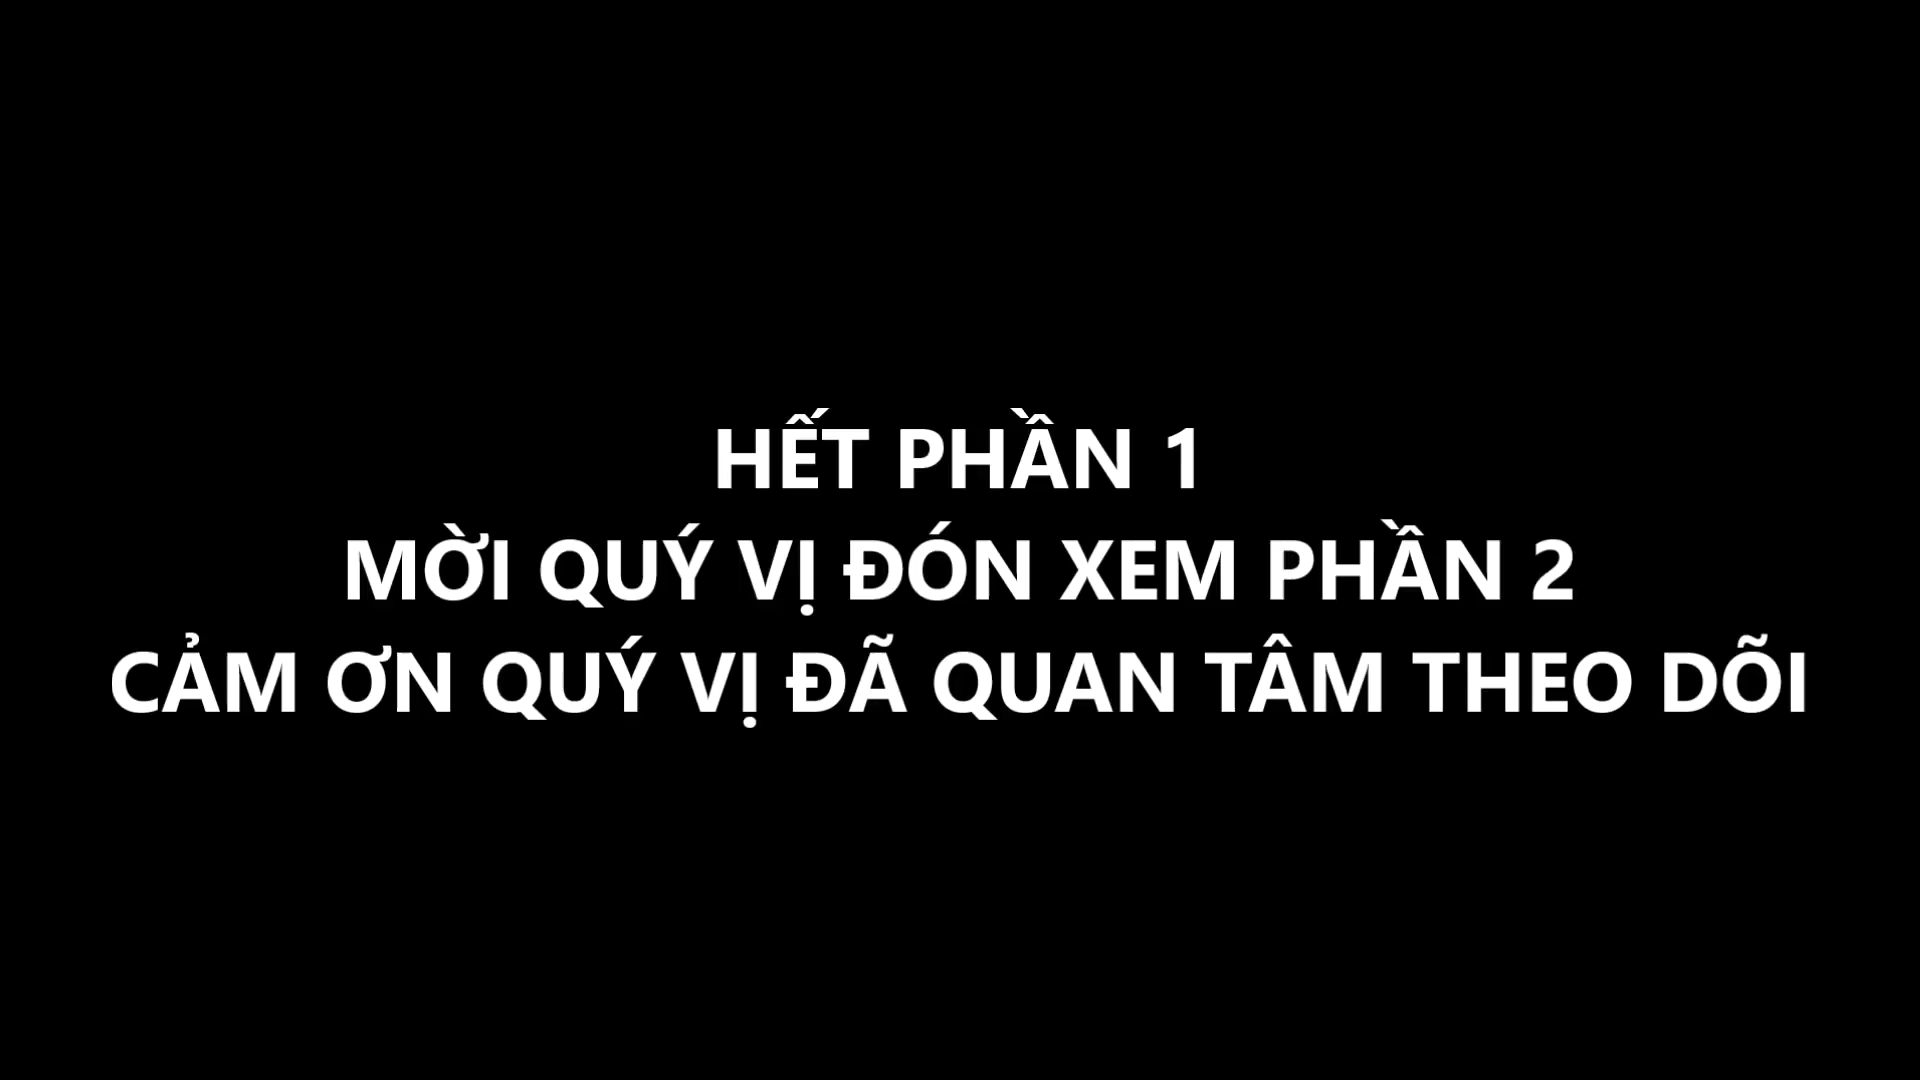 HẾT PHẦN 1
MỜI QUÝ VỊ ĐÓN XEM PHẦN 2
CẢM ƠN QUÝ VỊ ĐÃ QUAN TÂM THEO DÕI